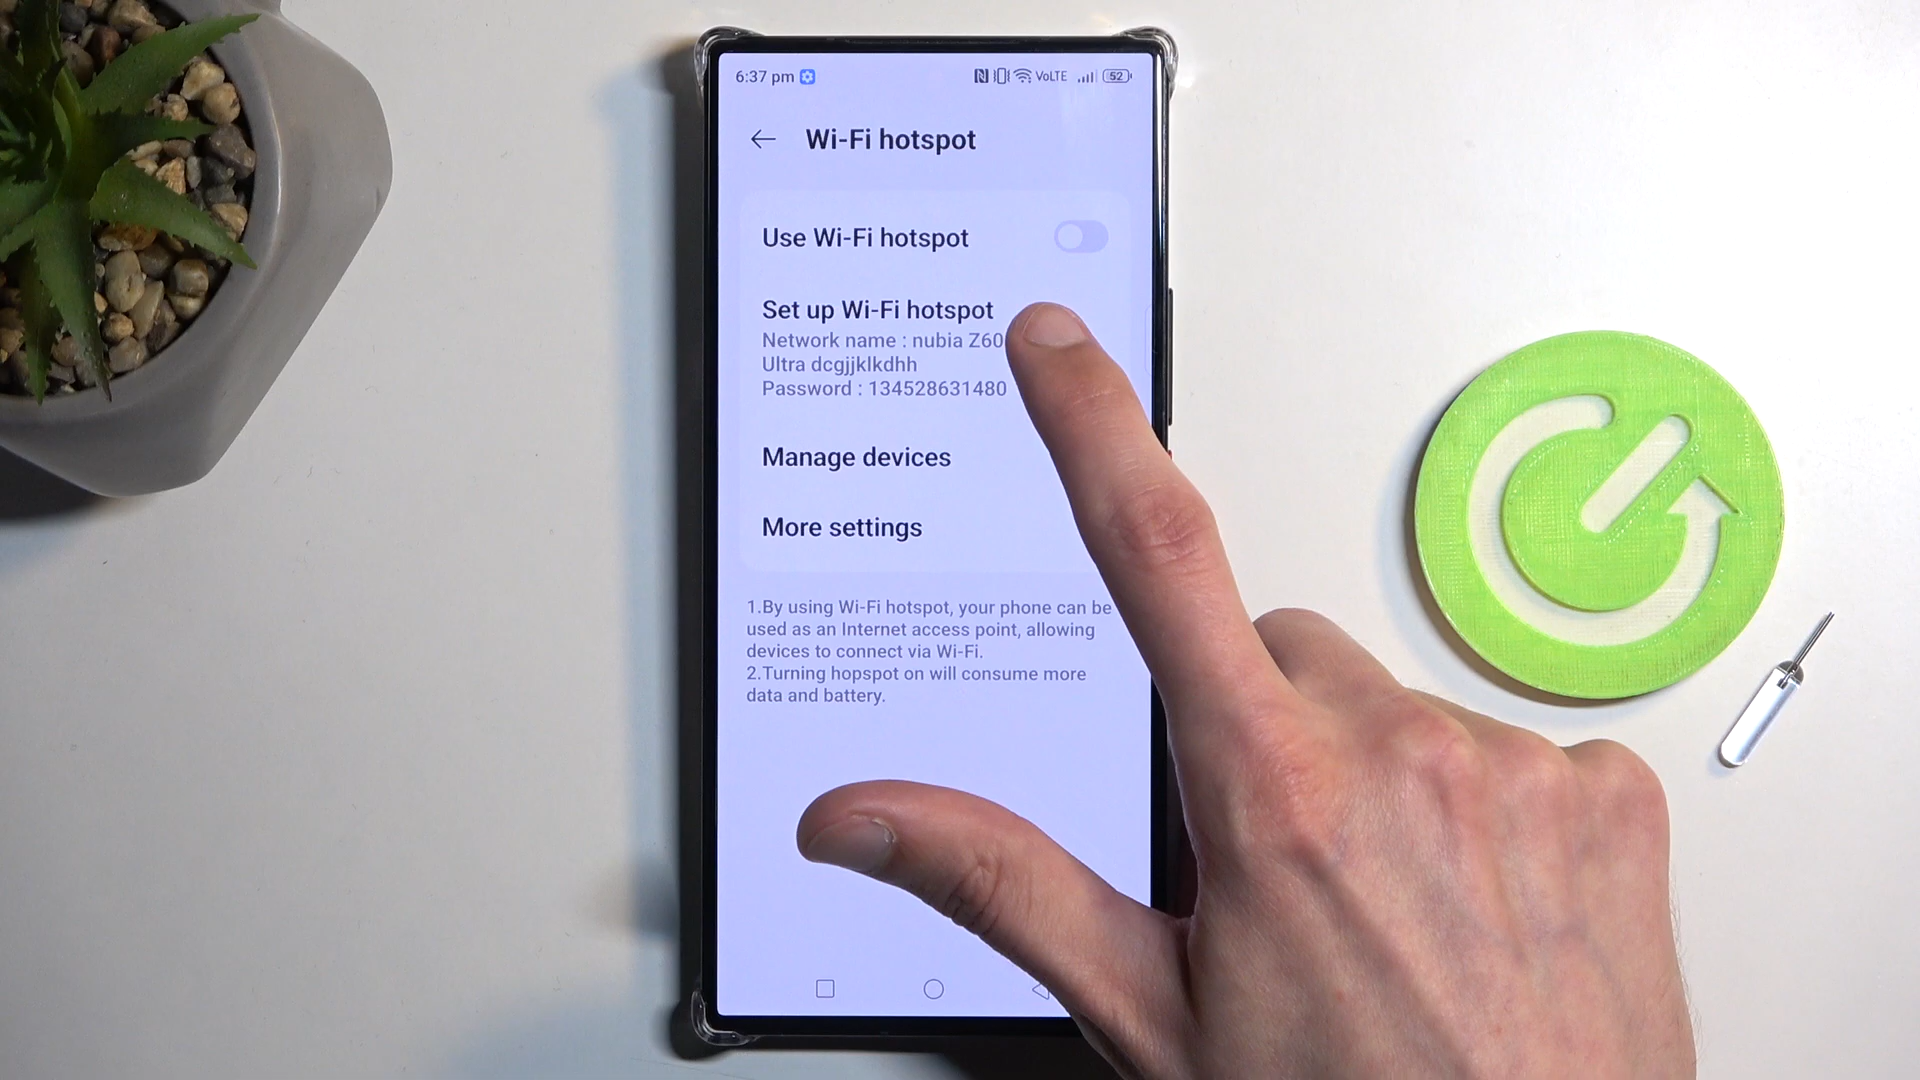 6:37 pm VoLTE 52
Wi-Fi hotspot
Use Wi-Fi hotspot
Set up Wi-Fi hotspot
Network name : nubia Z60
Ultra dcgjjklkdhh
Password : 134528631480
Manage devices
More settings
1.By using Wi-Fi hotspot, your phone can be
used as an Internet access point, allowing
devices to connect via Wi-Fi.
2.Turning hopspot on will consume more
data and battery.